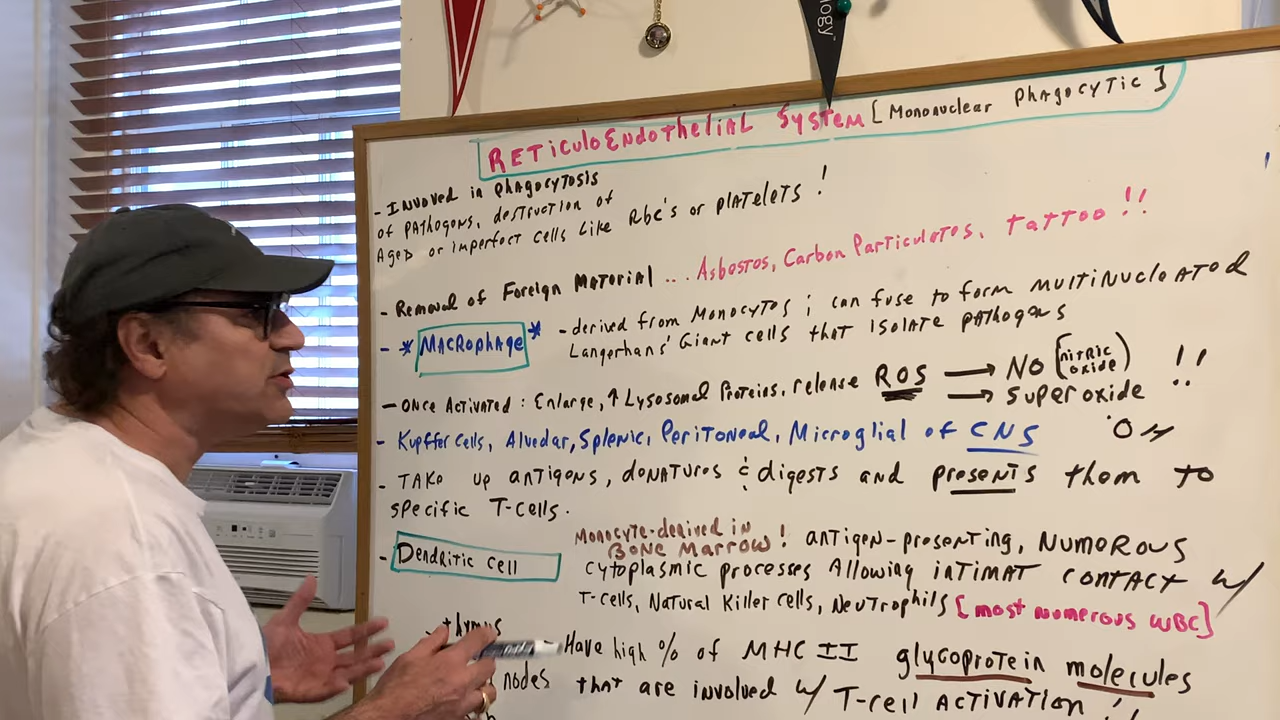 ology
RETiculoENdothElial SYSTEM [Mononuclear PhAgocyTic]
- INvolved in PhAgocyTosis
of PAThogens, destruction of
Aged or imperfect cells Like Rbc's or PlATelets !
- Removal of Foreign MATERial ... Asbestos, Carbon Particulates, TATToo !!
- * MACRophAge * - derived from Monocytes ; can fuse to form MULTiNucleATed
Langerhans' Giant cells that ISOLATE PAThogens
- ONCE ACTIVATED : Enlarge, ↑ Lysosomal Proteins, release ROS → NO [NiTRic oxide] !!
→ Superoxide
- Kupffer Cells, Alveolar, Splenic, Peritoneal, Microglial of CNS ·OH
- TAKE up antigens, denatures & digests and presents them to
specific T-cells.
- Dendritic cell Monocyte-derived in
BONE MARROW ! anTigen-presenting, NUMEROUS
cytoplasmic processes Allowing inTiMAT CONTACT w/
T-cells, Natural Killer cells, NeuTrophils [most numerous WBC]
- thymus - Have high % of MHC II glycoprotein molecules
nodes that are involved w/ T-cell ACTIVATION !!